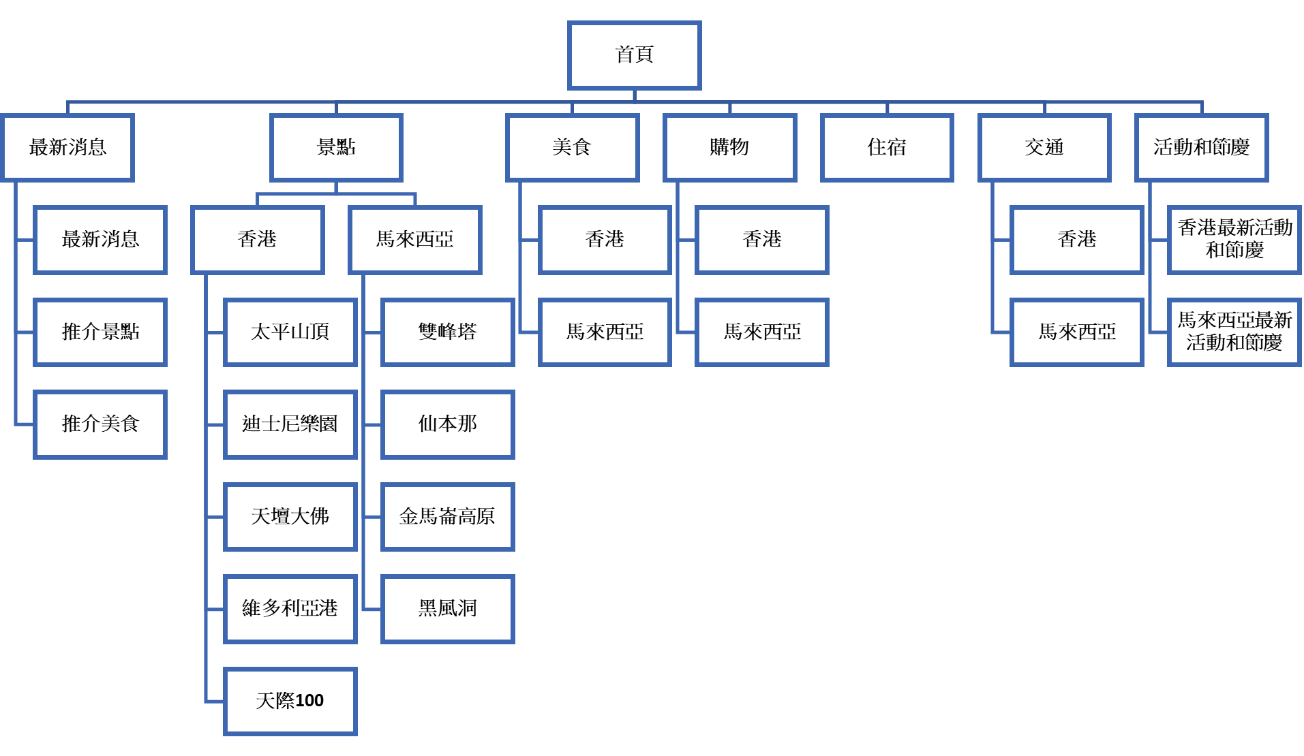 首頁
最新消息
景點
美食
購物
住宿
交通
活動和節慶
最新消息
推介景點
推介美食
香港
馬來西亞
太平山頂
迪士尼樂園
天壇大佛
維多利亞港
天際100
雙峰塔
仙本那
金馬崙高原
黑風洞
香港
馬來西亞
香港
馬來西亞
香港
馬來西亞
香港最新活動
和節慶
馬來西亞最新
活動和節慶